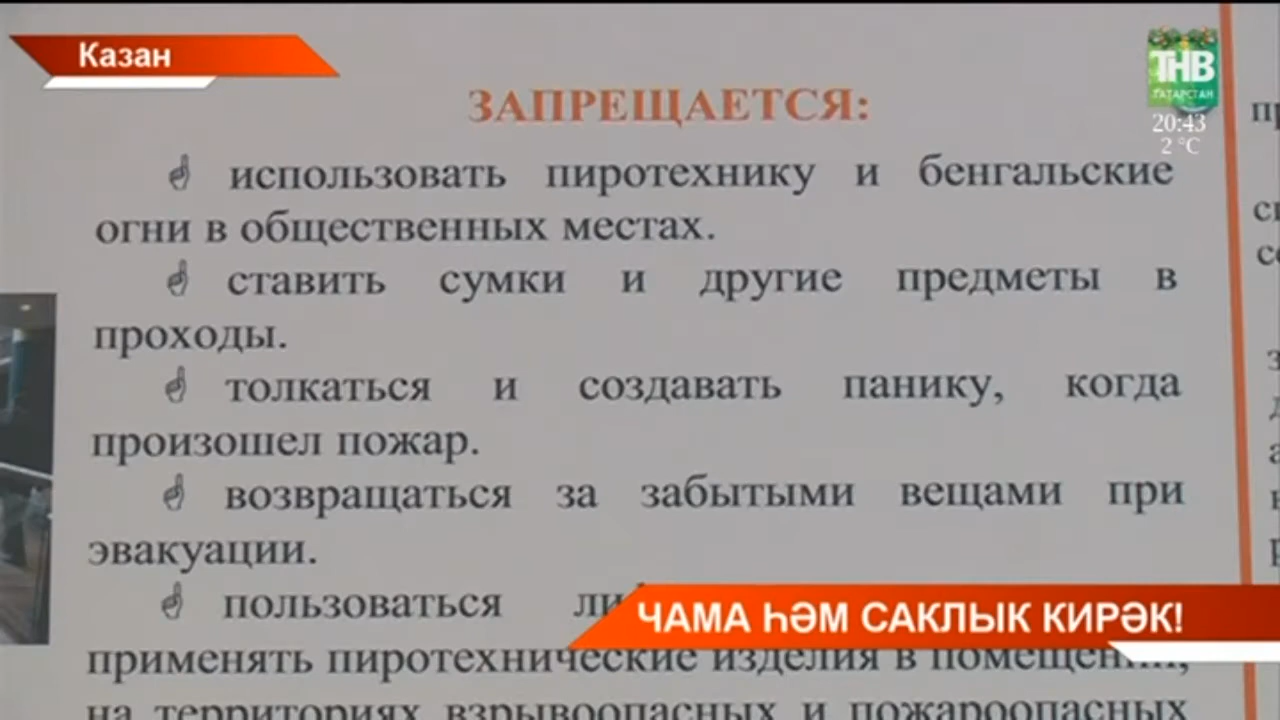 Казан
ТНВ
ТАТАРСТАН
20:43
2 °C
ЗАПРЕЩАЕТСЯ:
использовать пиротехнику и бенгальские
огни в общественных местах.
ставить сумки и другие предметы в
проходы.
толкаться и создавать панику, когда
произошел пожар.
возвращаться за забытыми вещами при
эвакуации.
пользоваться
применять пиротехнические изделия в
на территориях взрывоопасных и пожароопасных
ЧАМА ҺӘМ САКЛЫК КИРӘК!